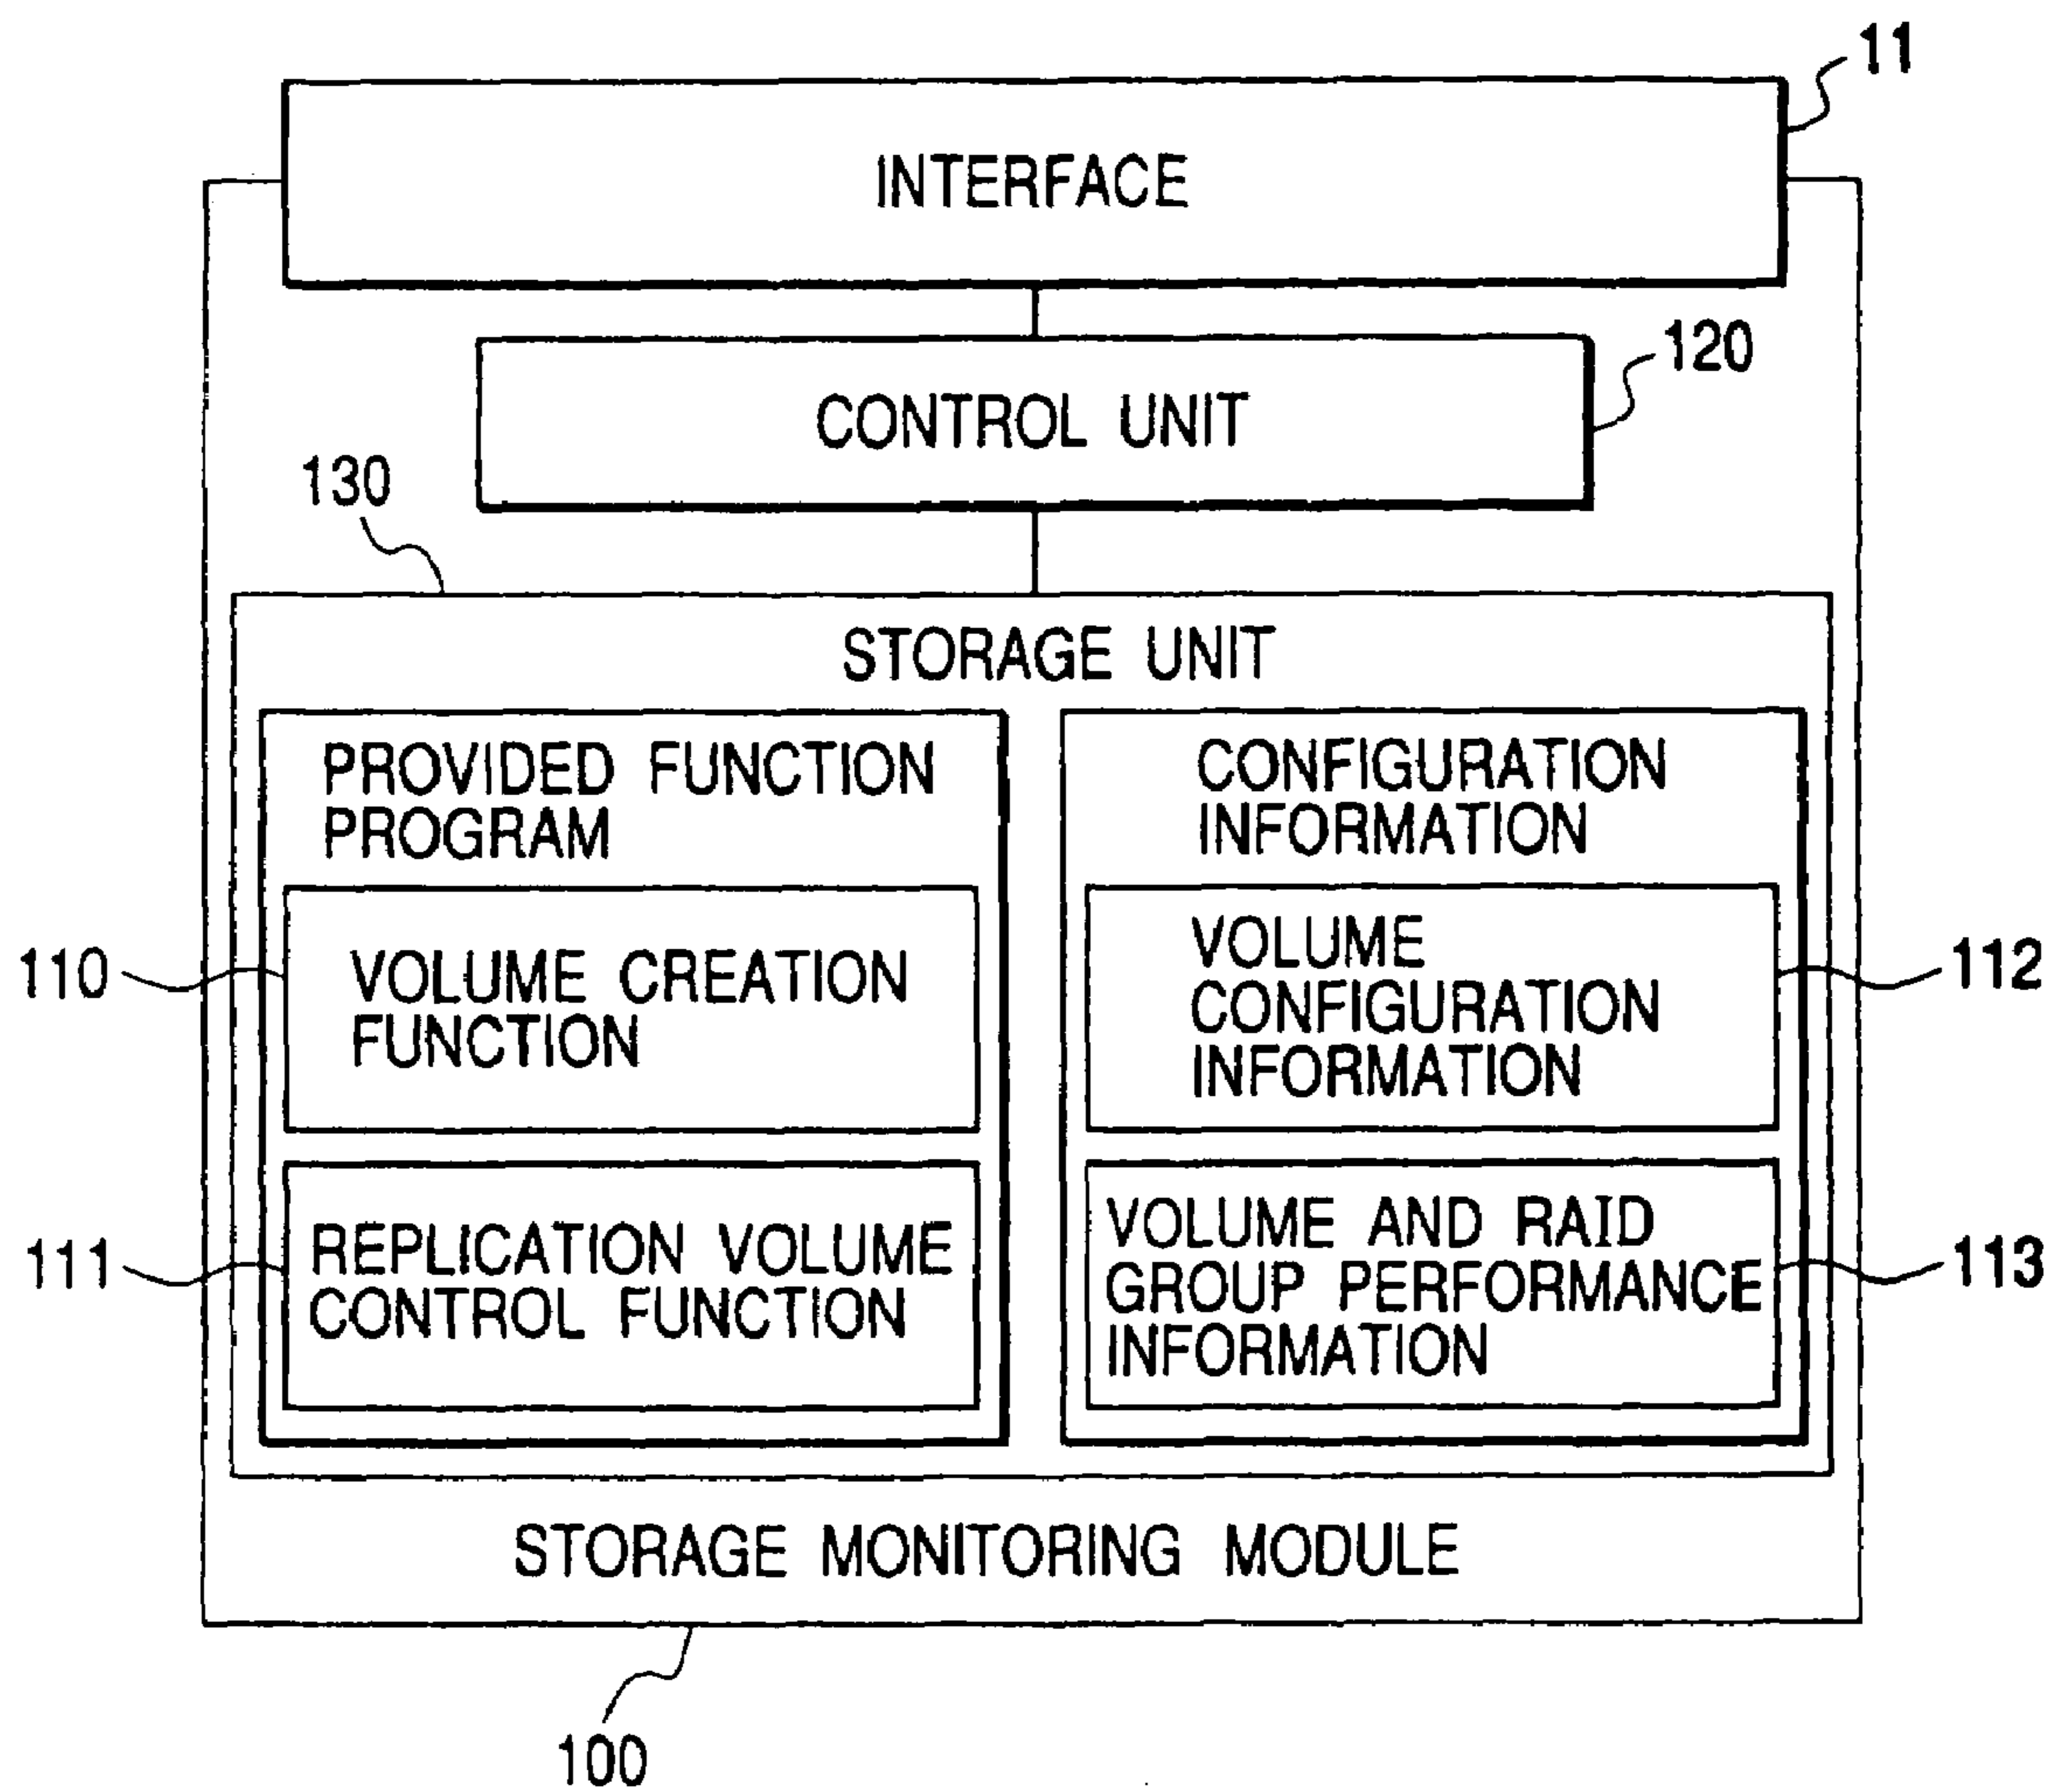 11
INTERFACE
120
CONTROL UNIT
130
STORAGE UNIT
PROVIDED FUNCTION
PROGRAM
CONFIGURATION
INFORMATION
110
VOLUME CREATION
FUNCTION
VOLUME
CONFIGURATION
INFORMATION
112
111
REPLICATION VOLUME
CONTROL FUNCTION
VOLUME AND RAID
GROUP PERFORMANCE
INFORMATION
113
STORAGE MONITORING MODULE
100